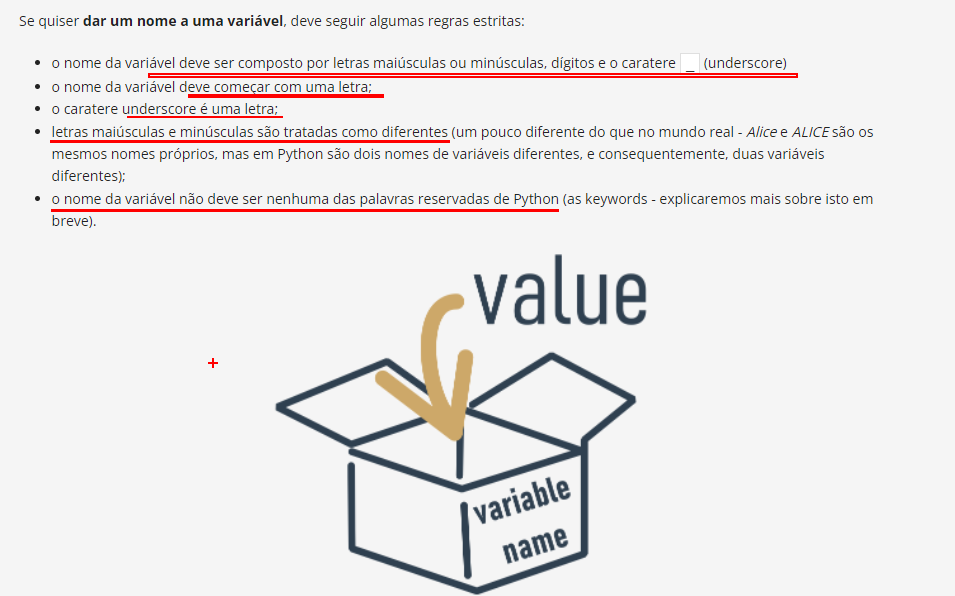 Se quiser dar um nome a uma variável, deve seguir algumas regras estritas:
• o nome da variável deve ser composto por letras maiúsculas ou minúsculas, dígitos e o caratere _ (underscore)
• o nome da variável deve começar com uma letra;
• o caratere underscore é uma letra;
• letras maiúsculas e minúsculas são tratadas como diferentes (um pouco diferente do que no mundo real - Alice e ALICE são os
mesmos nomes próprios, mas em Python são dois nomes de variáveis diferentes, e consequentemente, duas variáveis
diferentes);
• o nome da variável não deve ser nenhuma das palavras reservadas de Python (as keywords - explicaremos mais sobre isto em
breve).
value
variable
name